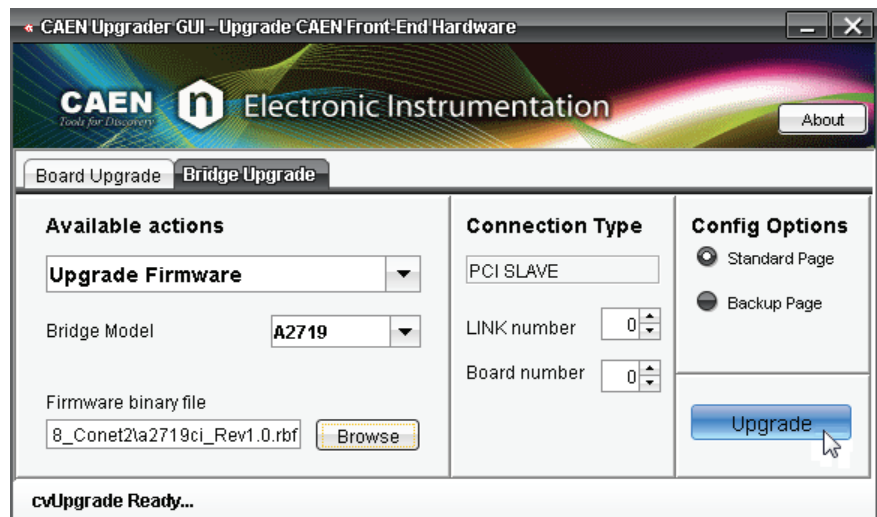 CAEN Upgrader GUI - Upgrade CAEN Front-End Hardware
CAEN n Electronic Instrumentation
Tools for Discovery
About
Board Upgrade Bridge Upgrade
Available actions
Upgrade Firmware
Bridge Model A2719
Firmware binary file
8_Conet2\a2719ci_Rev1.0.rbf Browse
Connection Type
PCI SLAVE
LINK number 0
Board number 0
Config Options
Standard Page
Backup Page
Upgrade
cvUpgrade Ready...